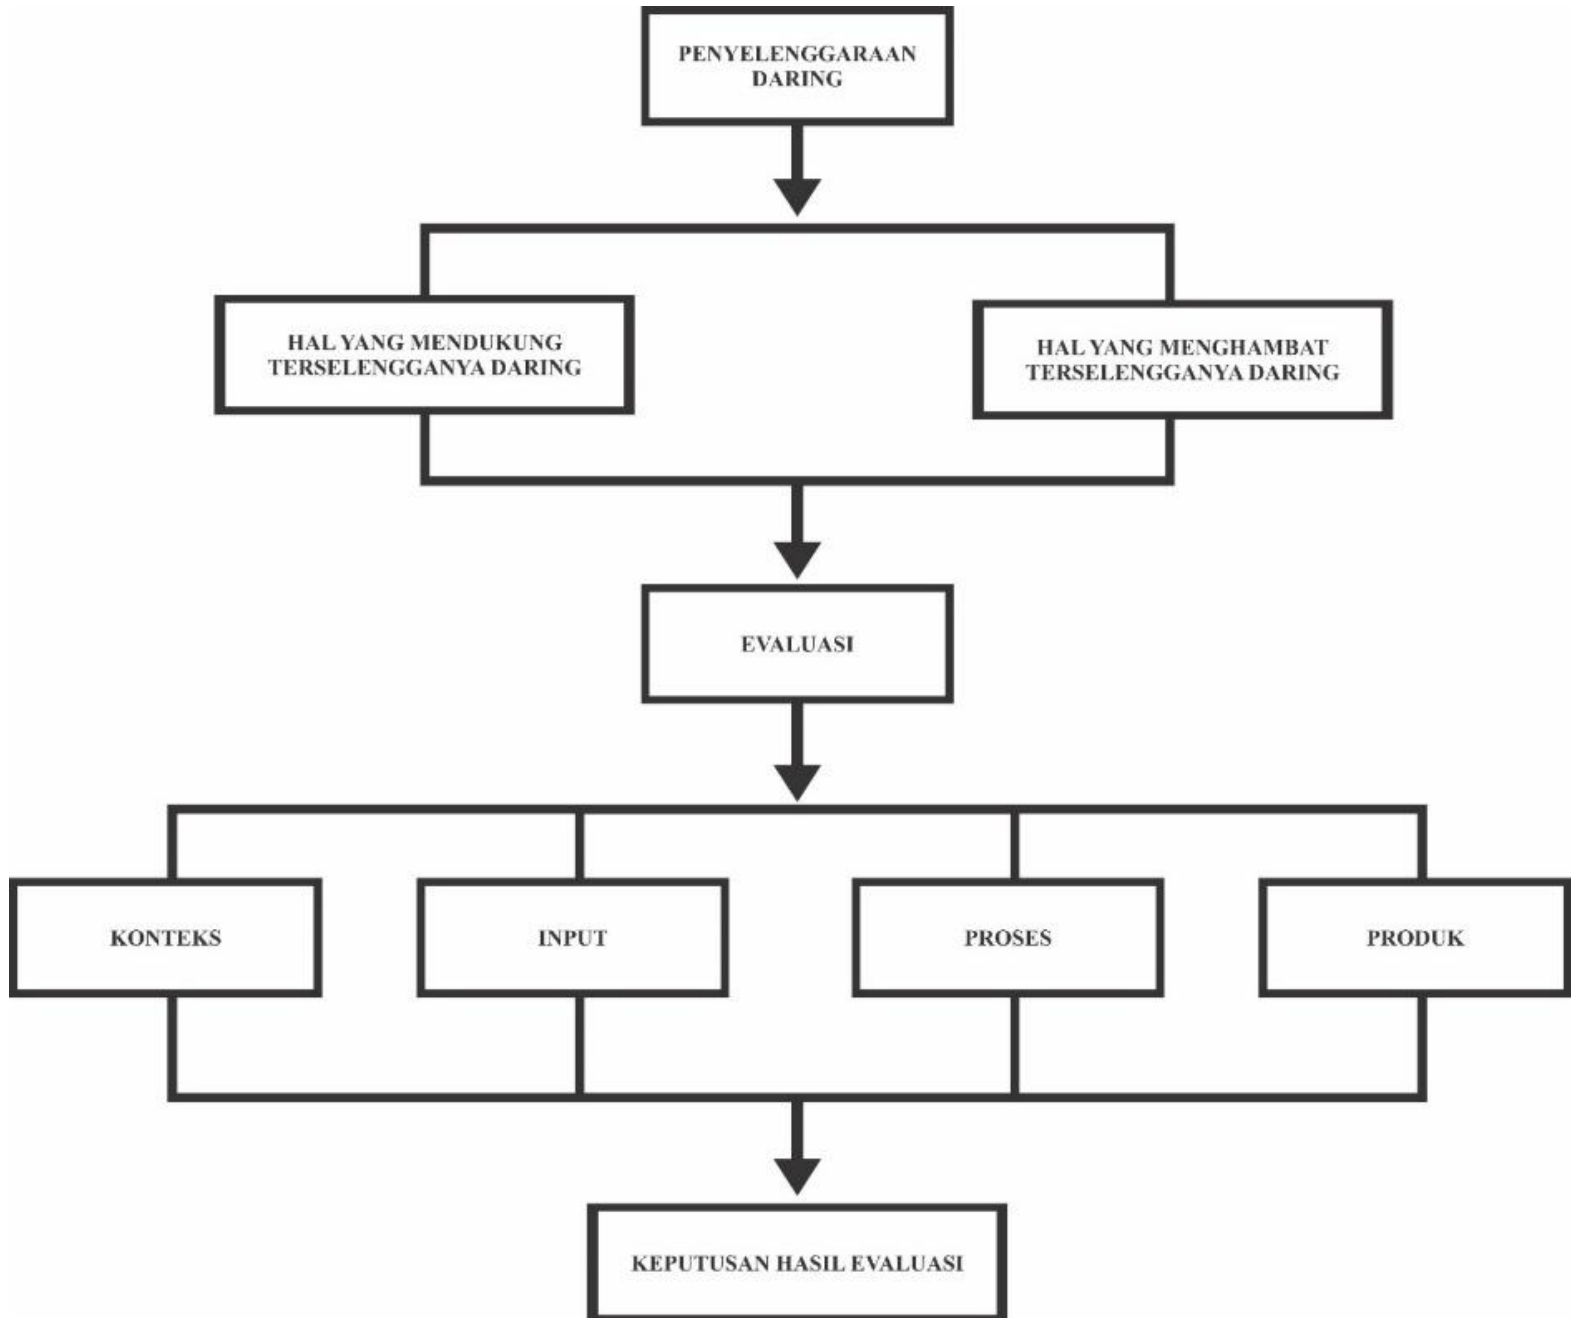 PENYELENGGARAAN
DARING
HAL YANG MENDUKUNG
TERSELENGGANYA DARING
HAL YANG MENGHAMBAT
TERSELENGGANYA DARING
EVALUASI
KONTEKS
INPUT
PROSES
PRODUK
KEPUTUSAN HASIL EVALUASI